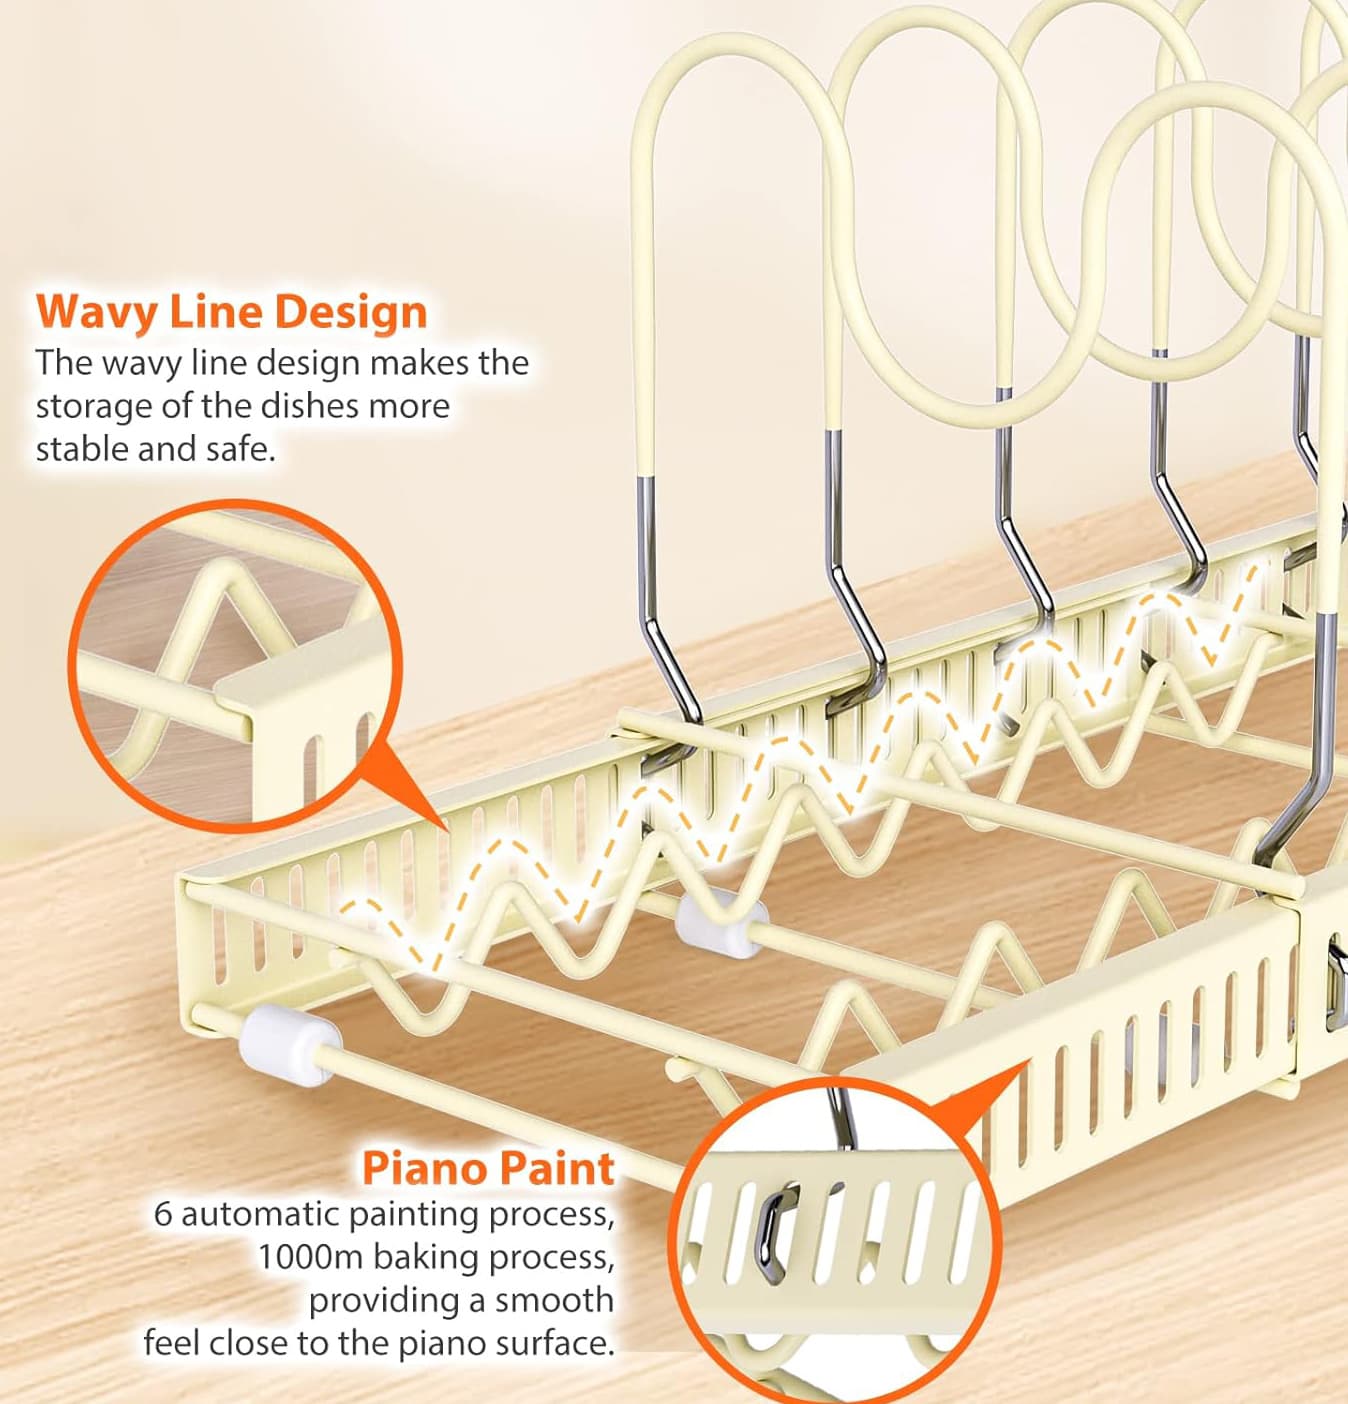 Wavy Line Design
The wavy line design makes the
storage of the dishes more
stable and safe.
Piano Paint
6 automatic painting process,
1000m baking process,
providing a smooth
feel close to the piano surface.